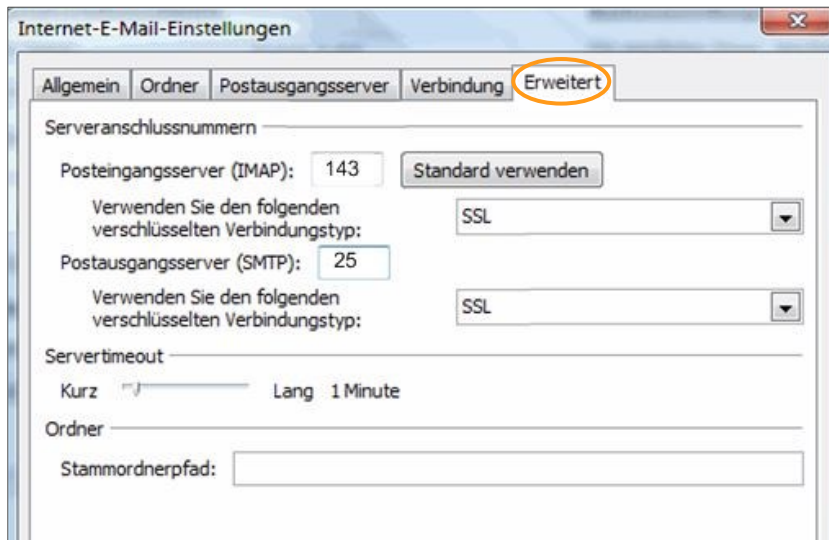 Internet-E-Mail-Einstellungen
Allgemein Ordner Postausgangsserver Verbindung Erweitert
Serveranschlussnummern
Posteingangsserver (IMAP): 143 Standard verwenden
Verwenden Sie den folgenden
verschlüsselten Verbindungstyp: SSL
Postausgangsserver (SMTP): 25
Verwenden Sie den folgenden
verschlüsselten Verbindungstyp: SSL
Servertimeout
Kurz Lang 1 Minute
Ordner
Stammordnerpfad: